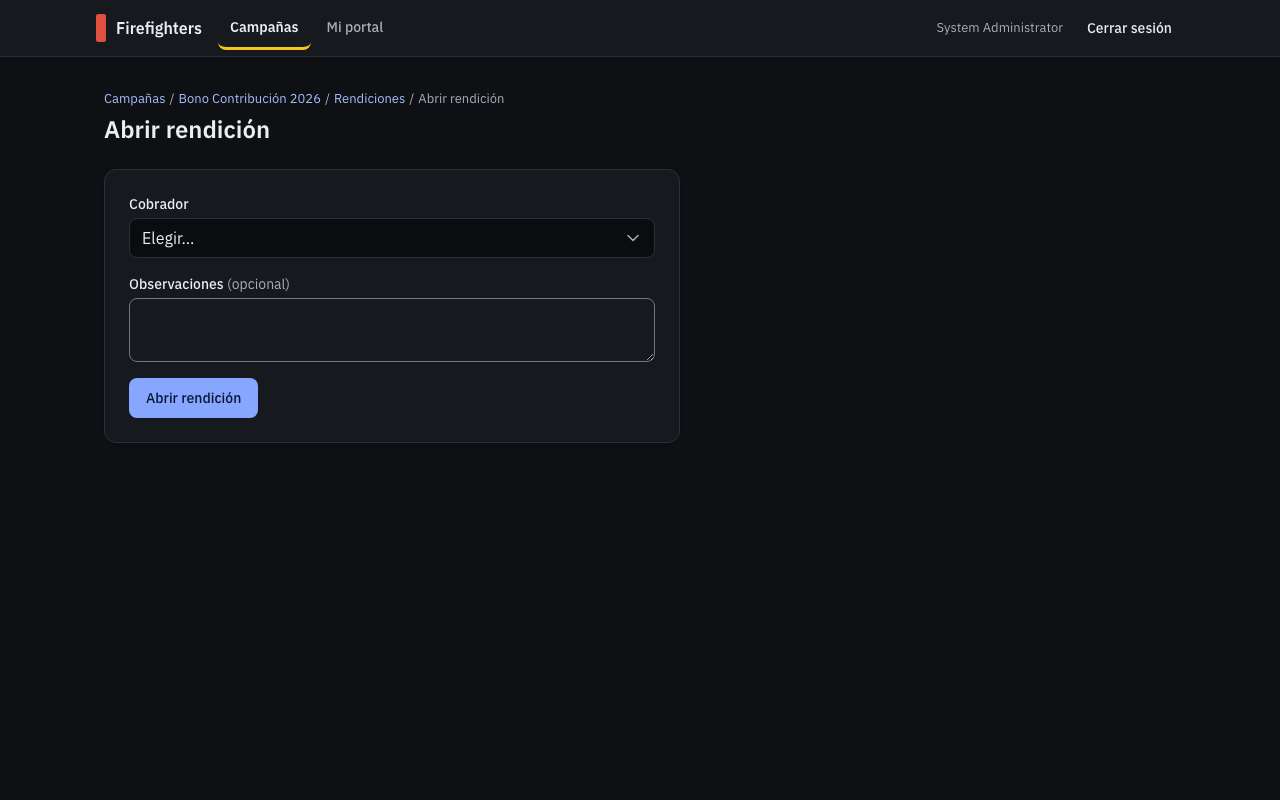 Firefighters Campañas Mi portal System Administrator Cerrar sesión
Campañas / Bono Contribución 2026 / Rendiciones / Abrir rendición
Abrir rendición
Cobrador
Elegir...
Observaciones (opcional)
Abrir rendición